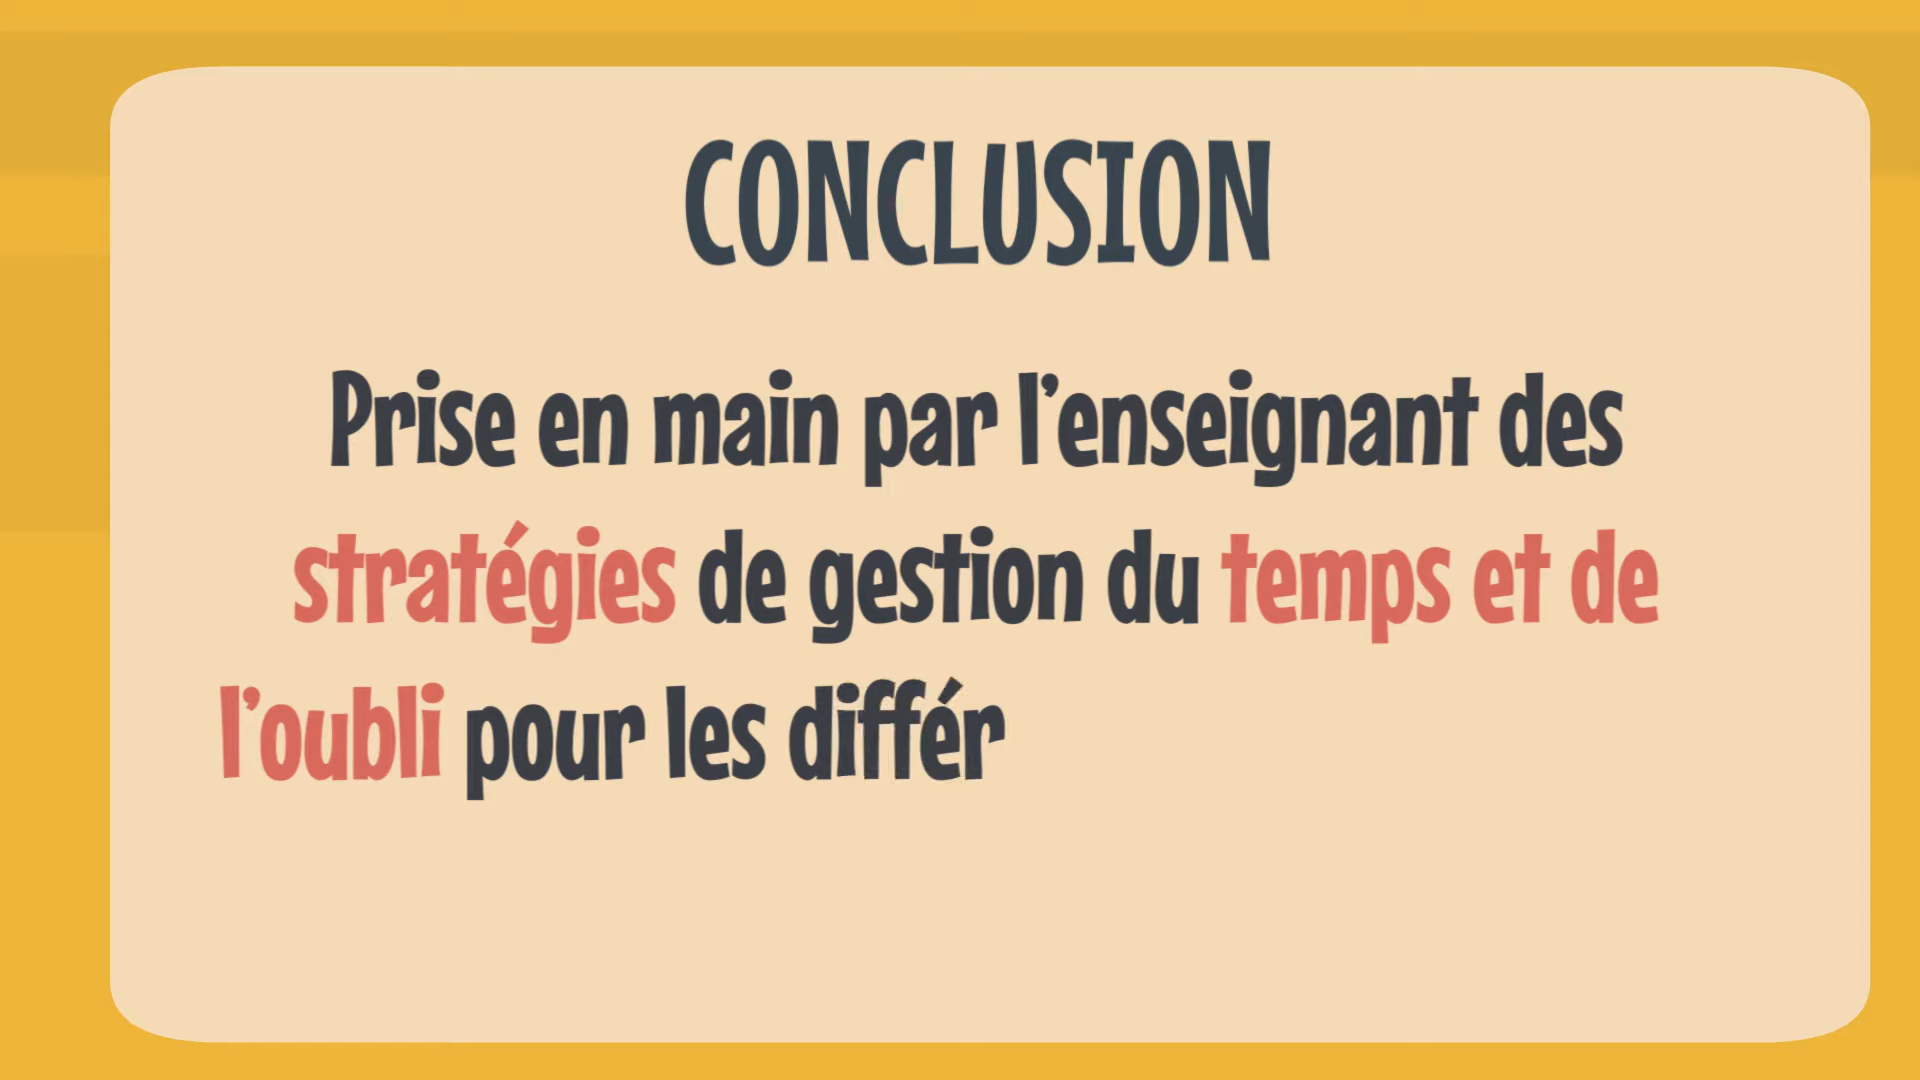 CONCLUSION
Prise en main par l'enseignant des
stratégies de gestion du temps et de
l'oubli pour les différ